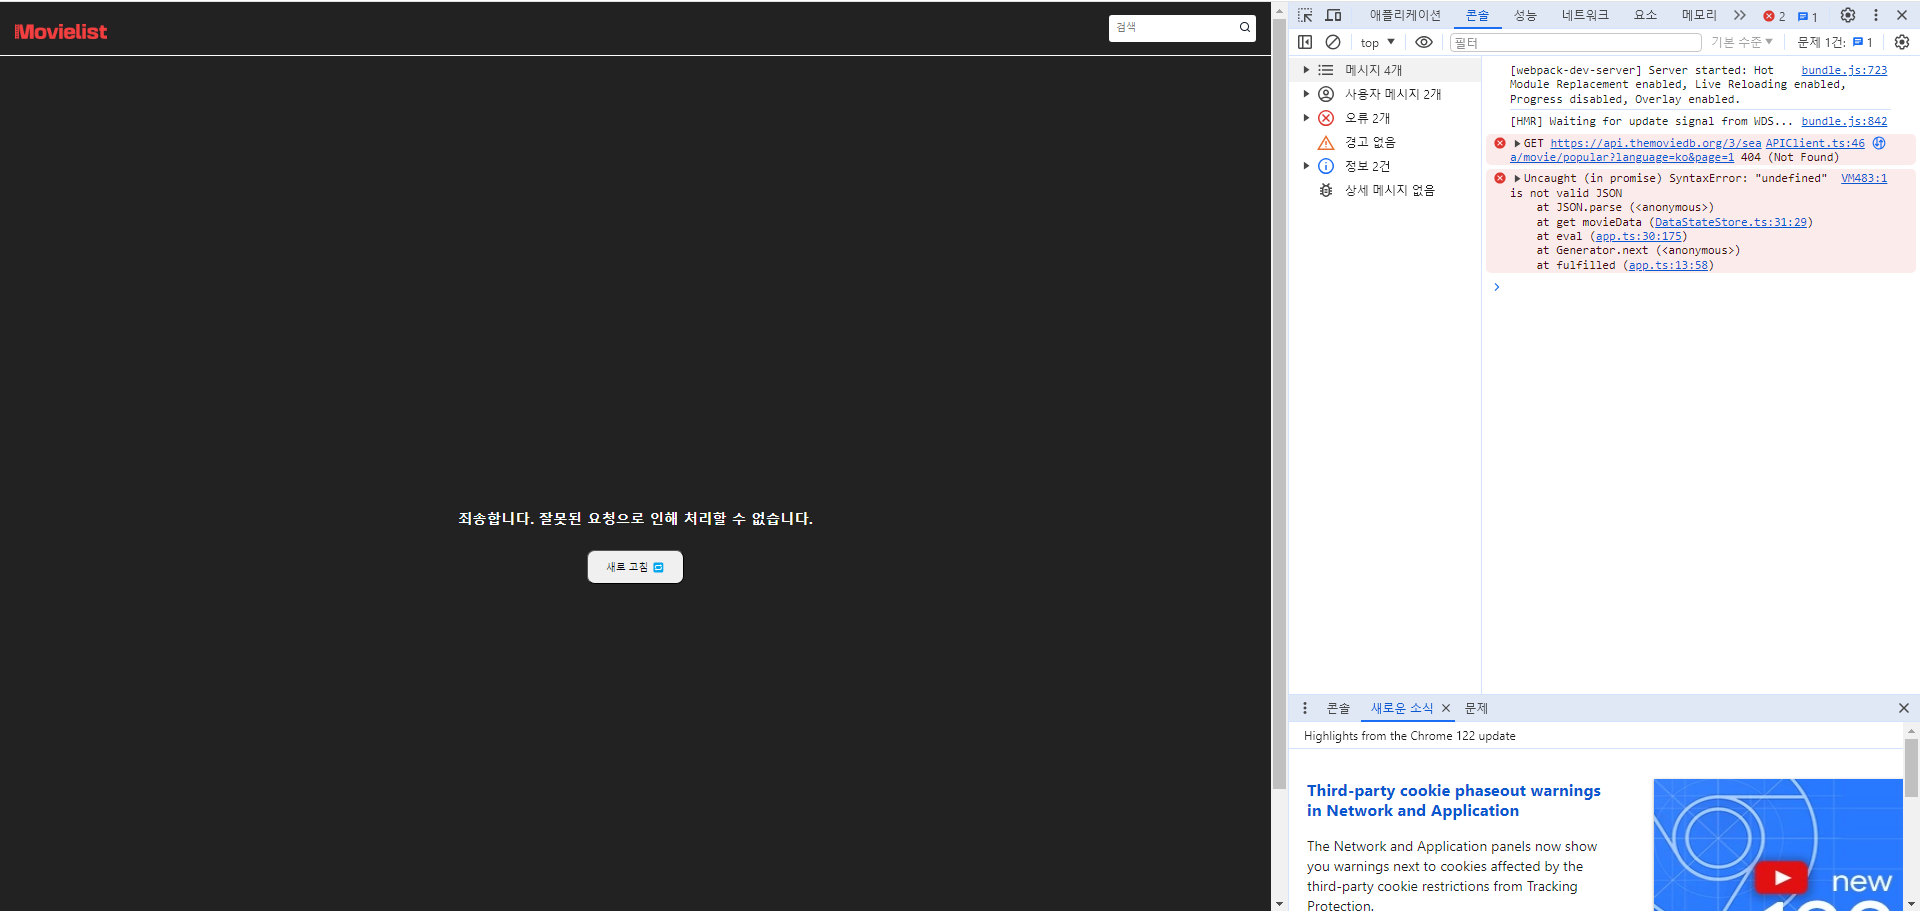 Movielist
검색
죄송합니다. 잘못된 요청으로 인해 처리할 수 없습니다.
새로 고침
애플리케이션 콘솔 성능 네트워크 요소 메모리 2 1
top 필터 기본 수준 문제 1건: 1
메시지 4개
사용자 메시지 2개
오류 2개
경고 없음
정보 2건
상세 메시지 없음
[webpack-dev-server] Server started: Hot bundle.js:723
Module Replacement enabled, Live Reloading enabled,
Progress disabled, Overlay enabled.
[HMR] Waiting for update signal from WDS... bundle.js:842
GET https://api.themoviedb.org/3/sea APIClient.ts:46
a/movie/popular?language=ko&page=1 404 (Not Found)
Uncaught (in promise) SyntaxError: "undefined" VM483:1
is not valid JSON
at JSON.parse (<anonymous>)
at get movieData (DataStateStore.ts:31:29)
at eval (app.ts:30:175)
at Generator.next (<anonymous>)
at fulfilled (app.ts:13:58)
콘솔 새로운 소식 문제
Highlights from the Chrome 122 update
Third-party cookie phaseout warnings
in Network and Application
The Network and Application panels now show
you warnings next to cookies affected by the
third-party cookie restrictions from Tracking
Protection.
new